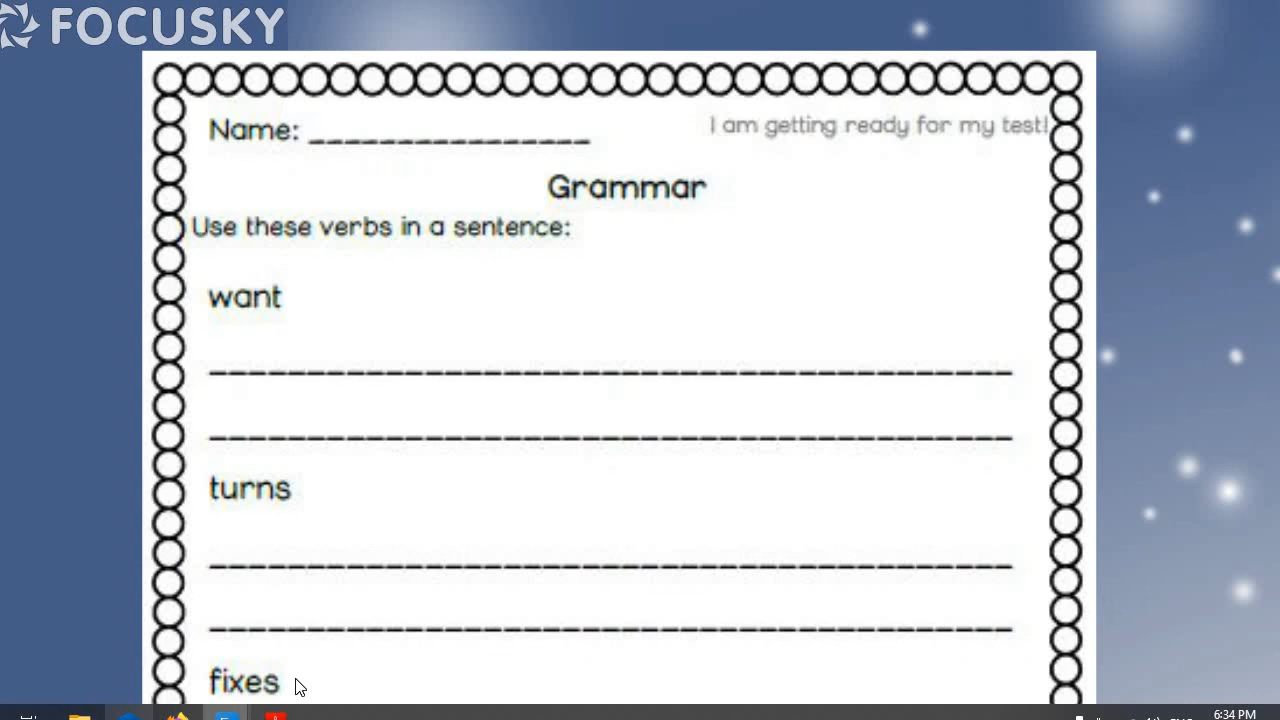 FOCUSKY
Name: _______________
I am getting ready for my test!
Grammar
Use these verbs in a sentence:
want
turns
fixes
6:34 PM